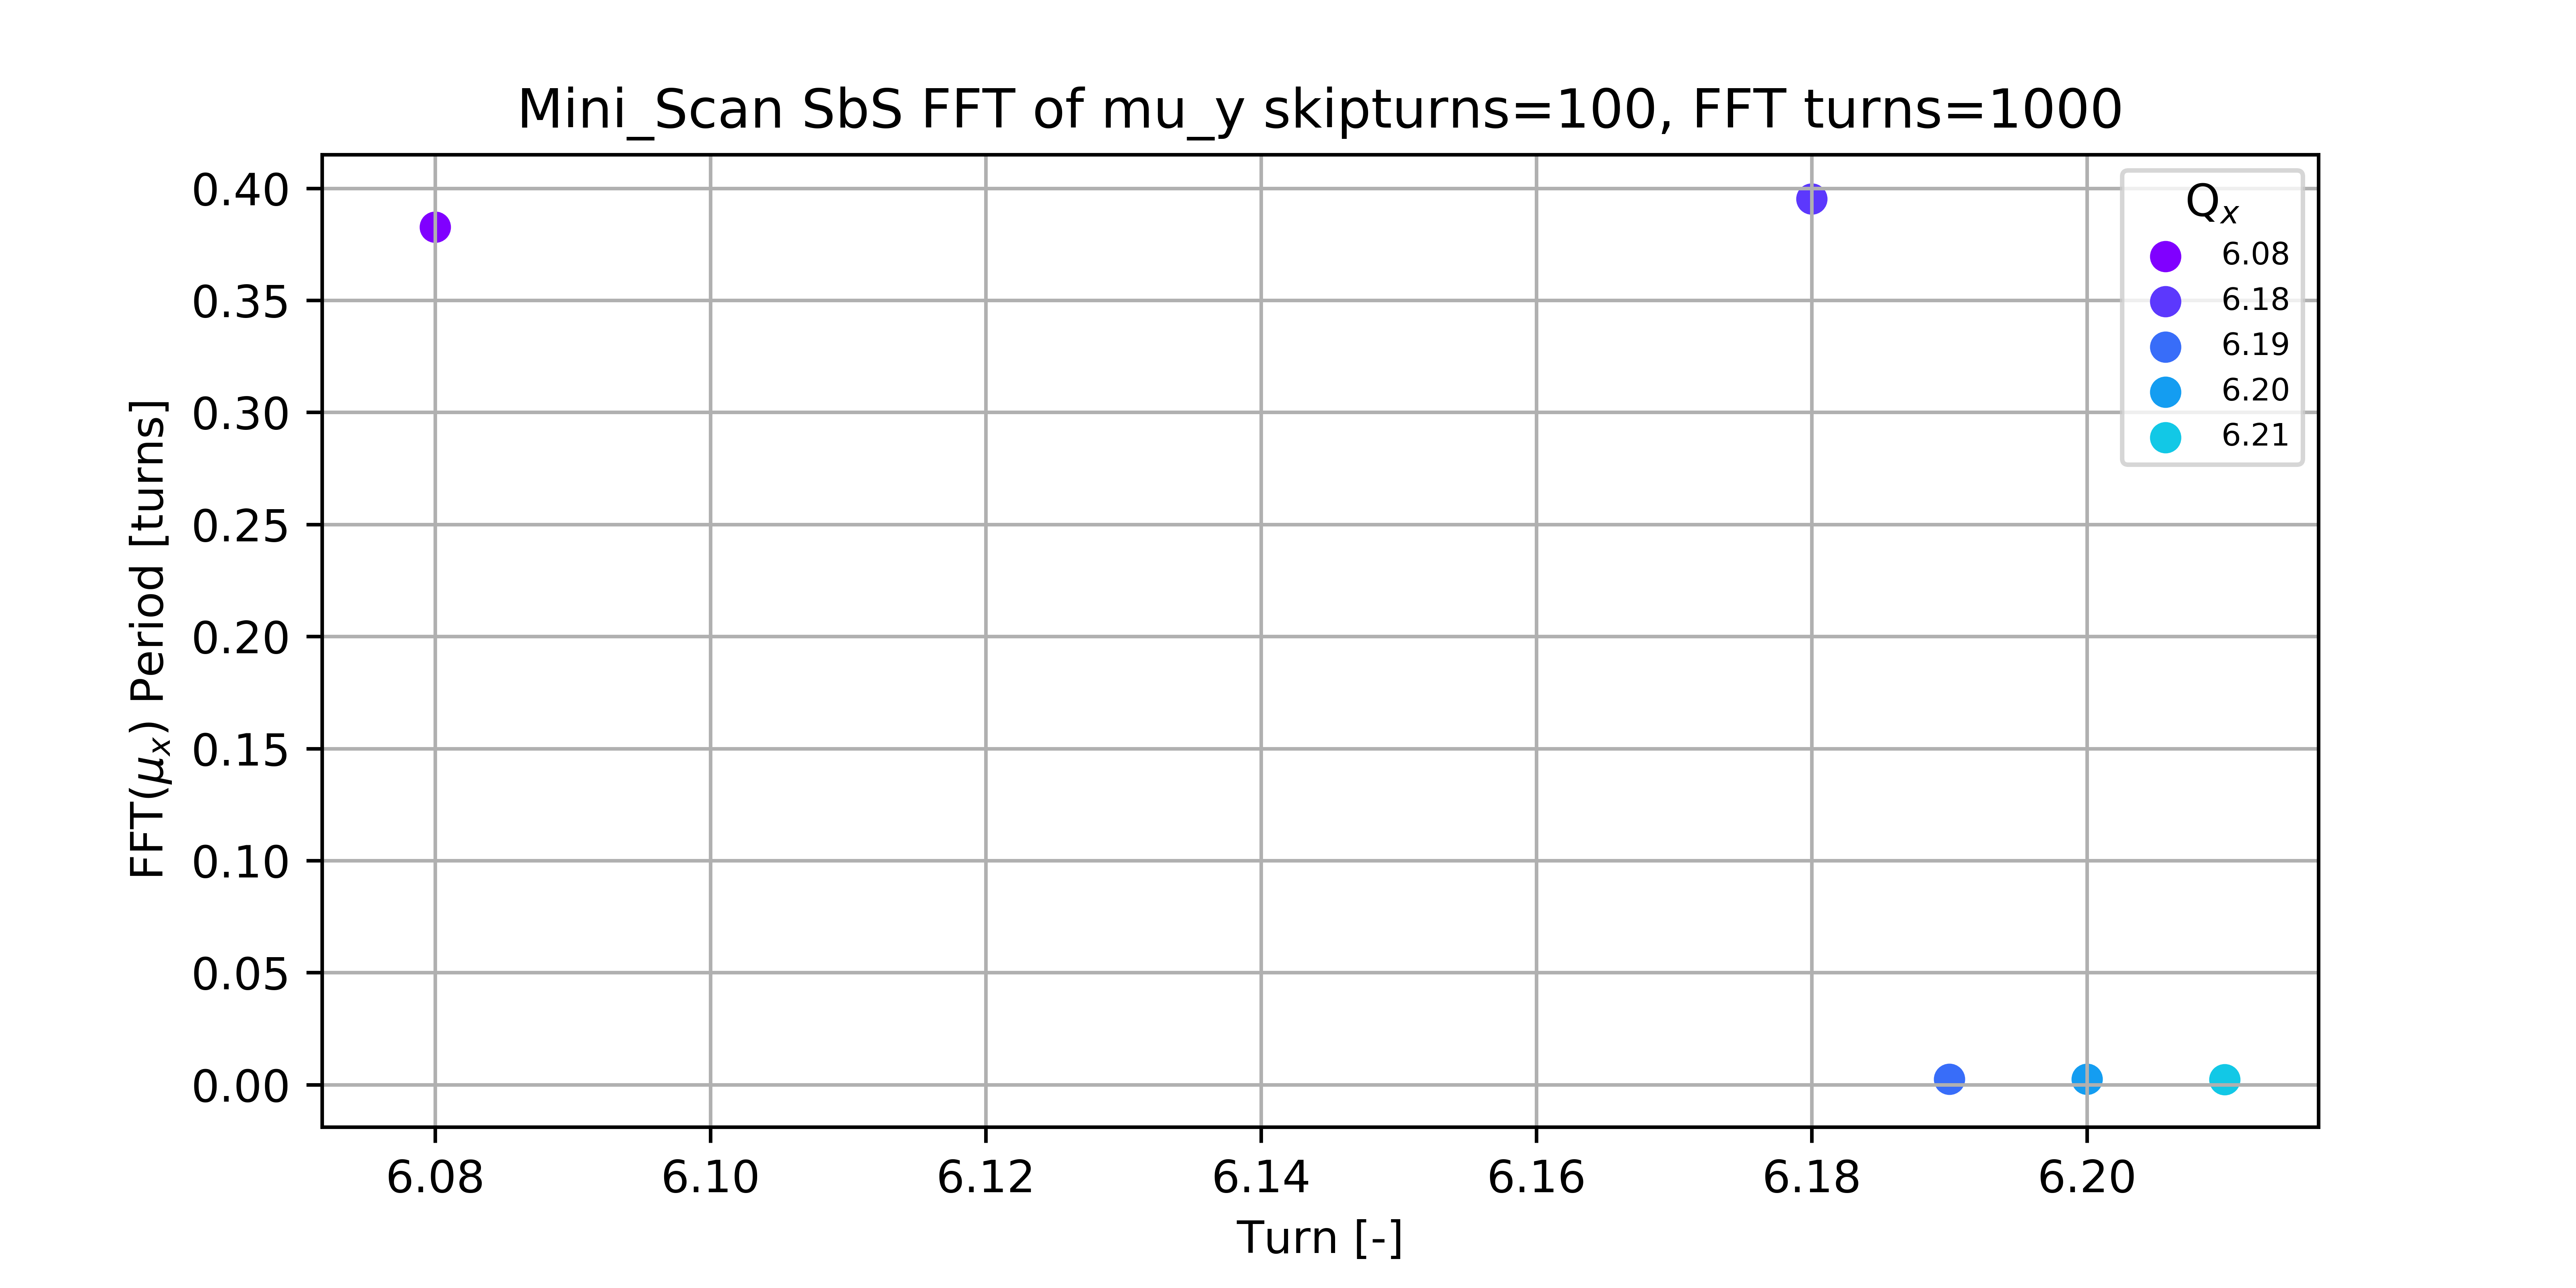 Mini_Scan SbS FFT of mu_y skipturns=100, FFT turns=1000
FFT(μx) Period [turns]
0.40
0.35
0.30
0.25
0.20
0.15
0.10
0.05
0.00
Qx
6.08
6.18
6.19
6.20
6.21
6.08 6.10 6.12 6.14 6.16 6.18 6.20
Turn [-]